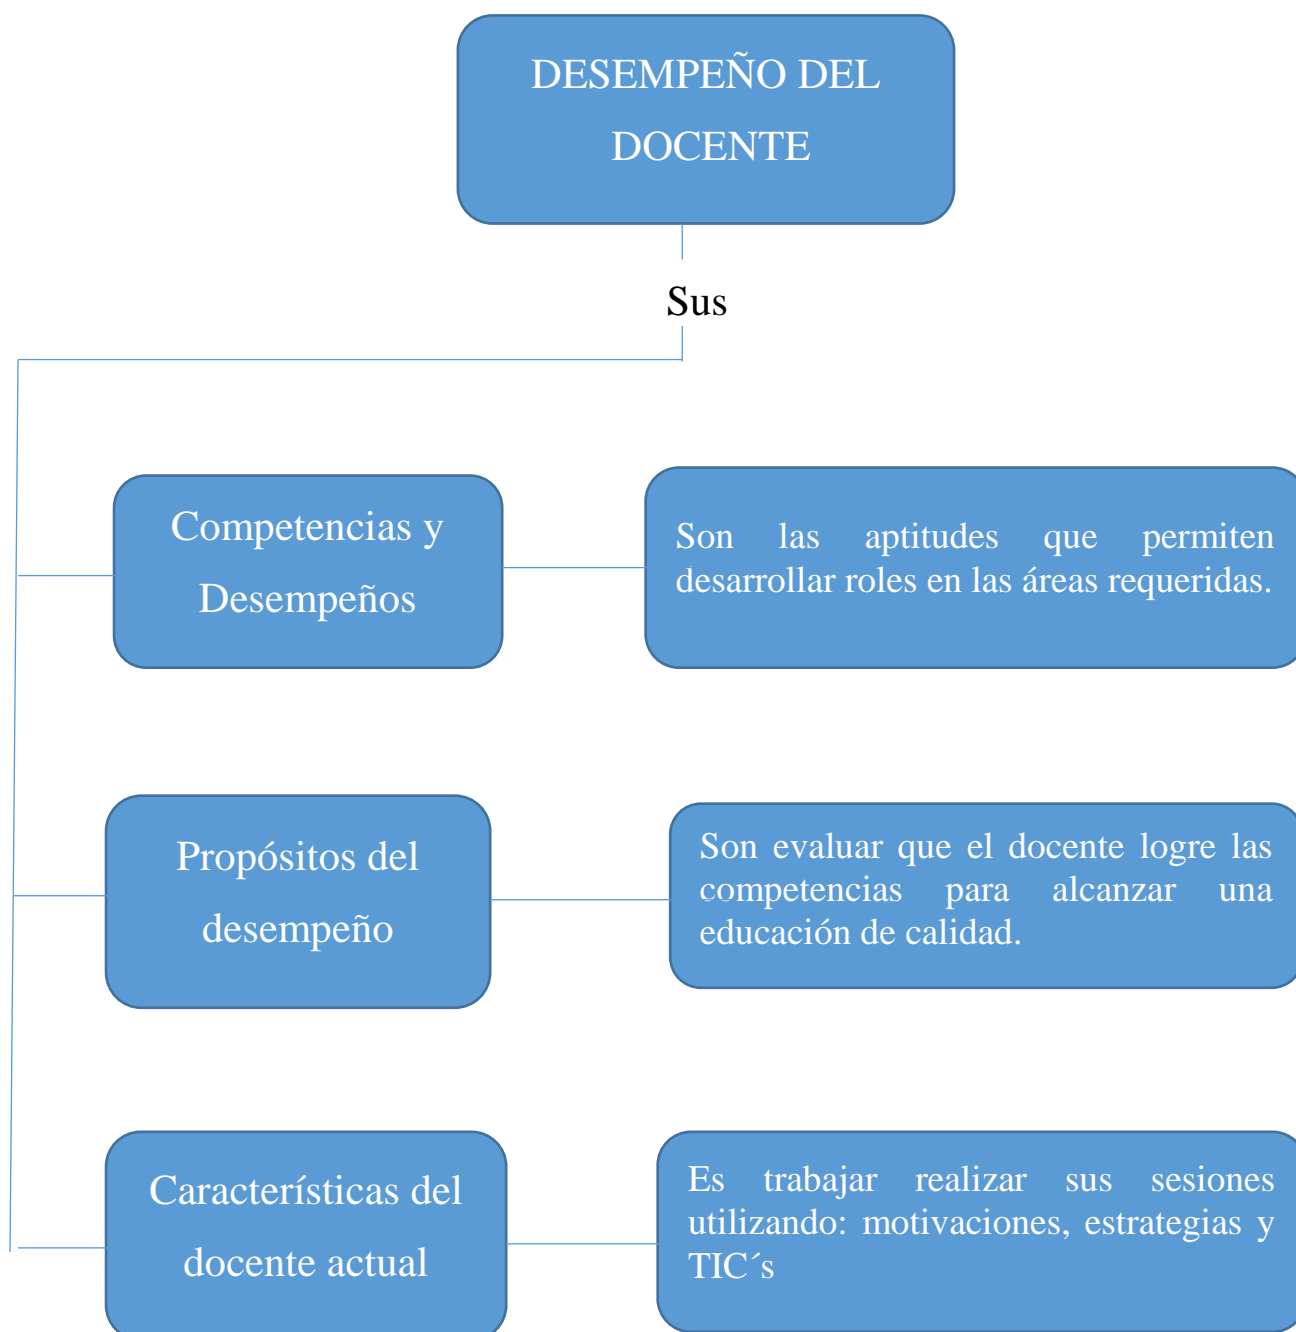 DESEMPEÑO DEL
DOCENTE
Sus
Competencias y
Desempeños
Son las aptitudes que permiten
desarrollar roles en las áreas requeridas.
Propósitos del
desempeño
Son evaluar que el docente logre las
competencias para alcanzar una
educación de calidad.
Características del
docente actual
Es trabajar realizar sus sesiones
utilizando: motivaciones, estrategias y
TIC´s